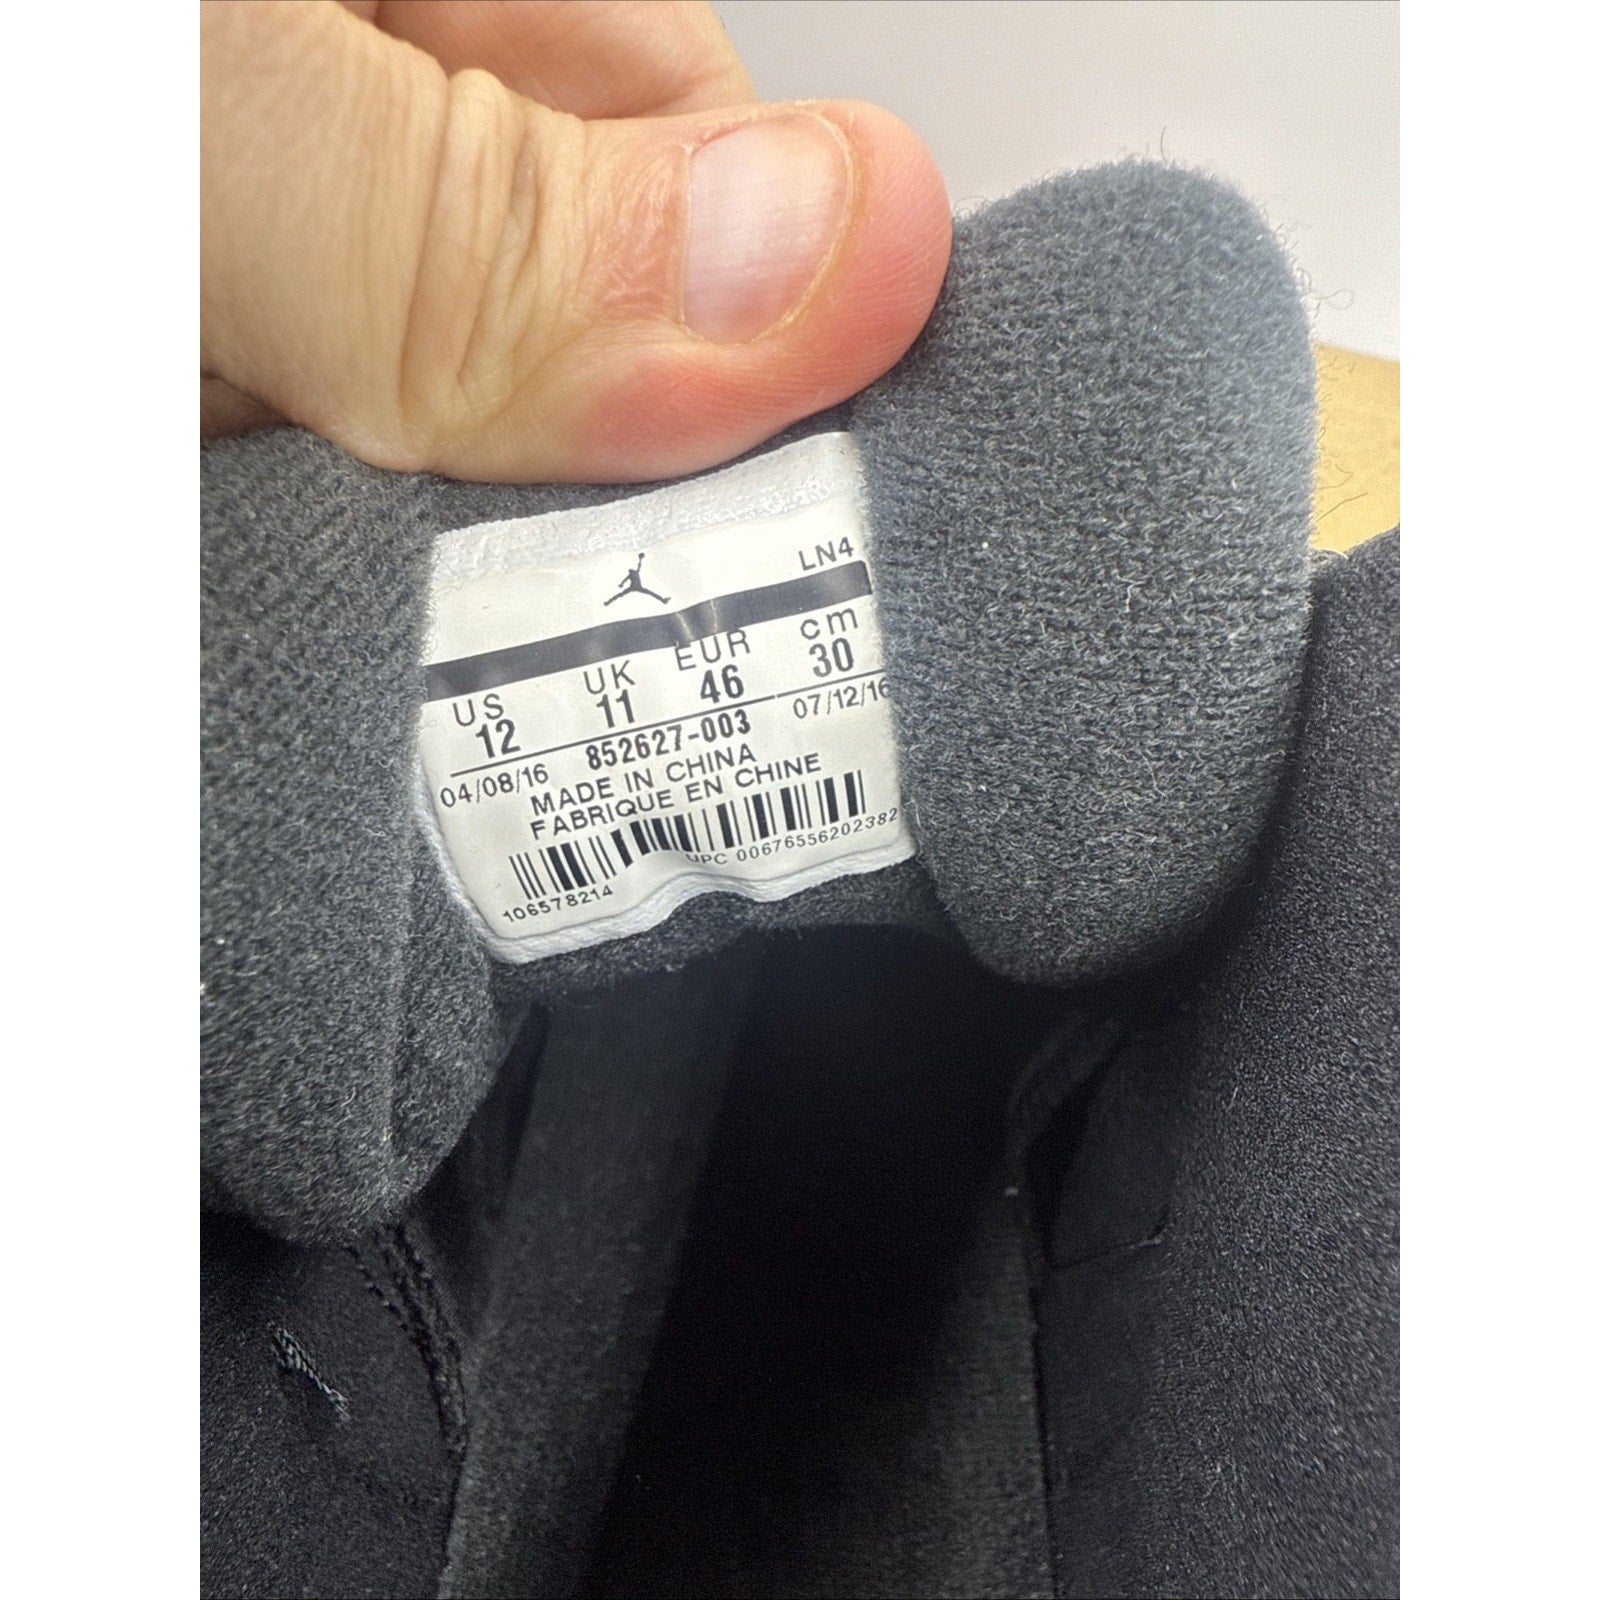 LN4
US UK EUR cm
12 11 46 30
04/08/16 852627-003 07/12/16
MADE IN CHINA
FABRIQUE EN CHINE
106578214 UPC 00676556202382